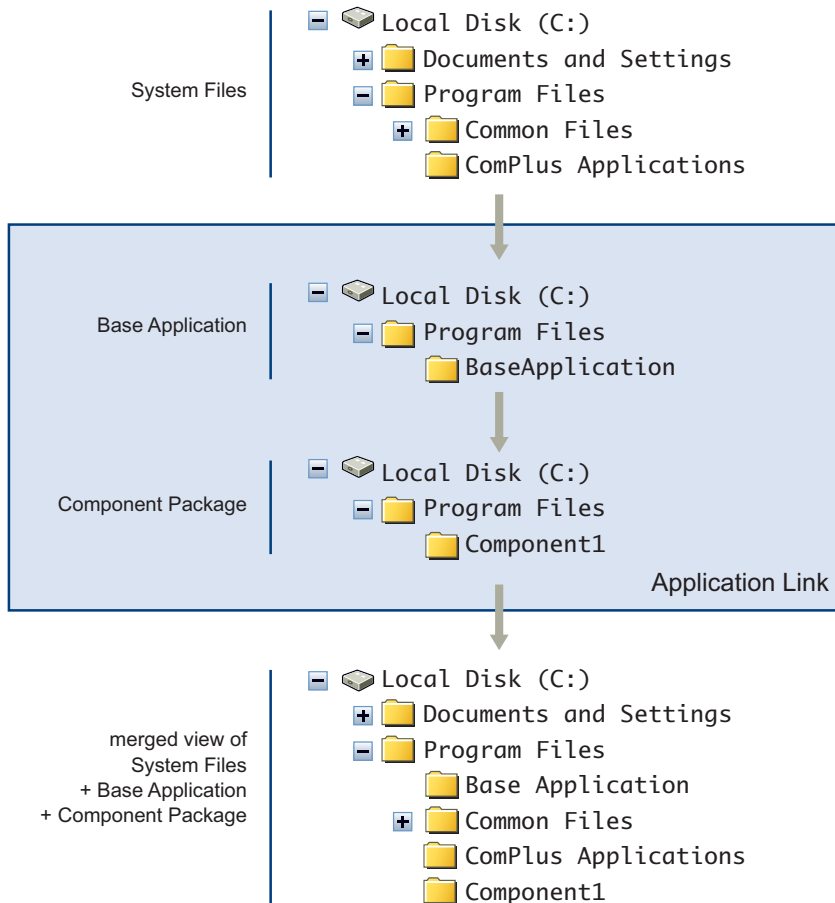 Local Disk (C:)
Documents and Settings
System Files
Program Files
Common Files
ComPlus Applications
Local Disk (C:)
Base Application
Program Files
BaseApplication
Local Disk (C:)
Component Package
Program Files
Component1
Application Link
Local Disk (C:)
Documents and Settings
merged view of
System Files
+ Base Application
+ Component Package
Program Files
Base Application
Common Files
ComPlus Applications
Component1